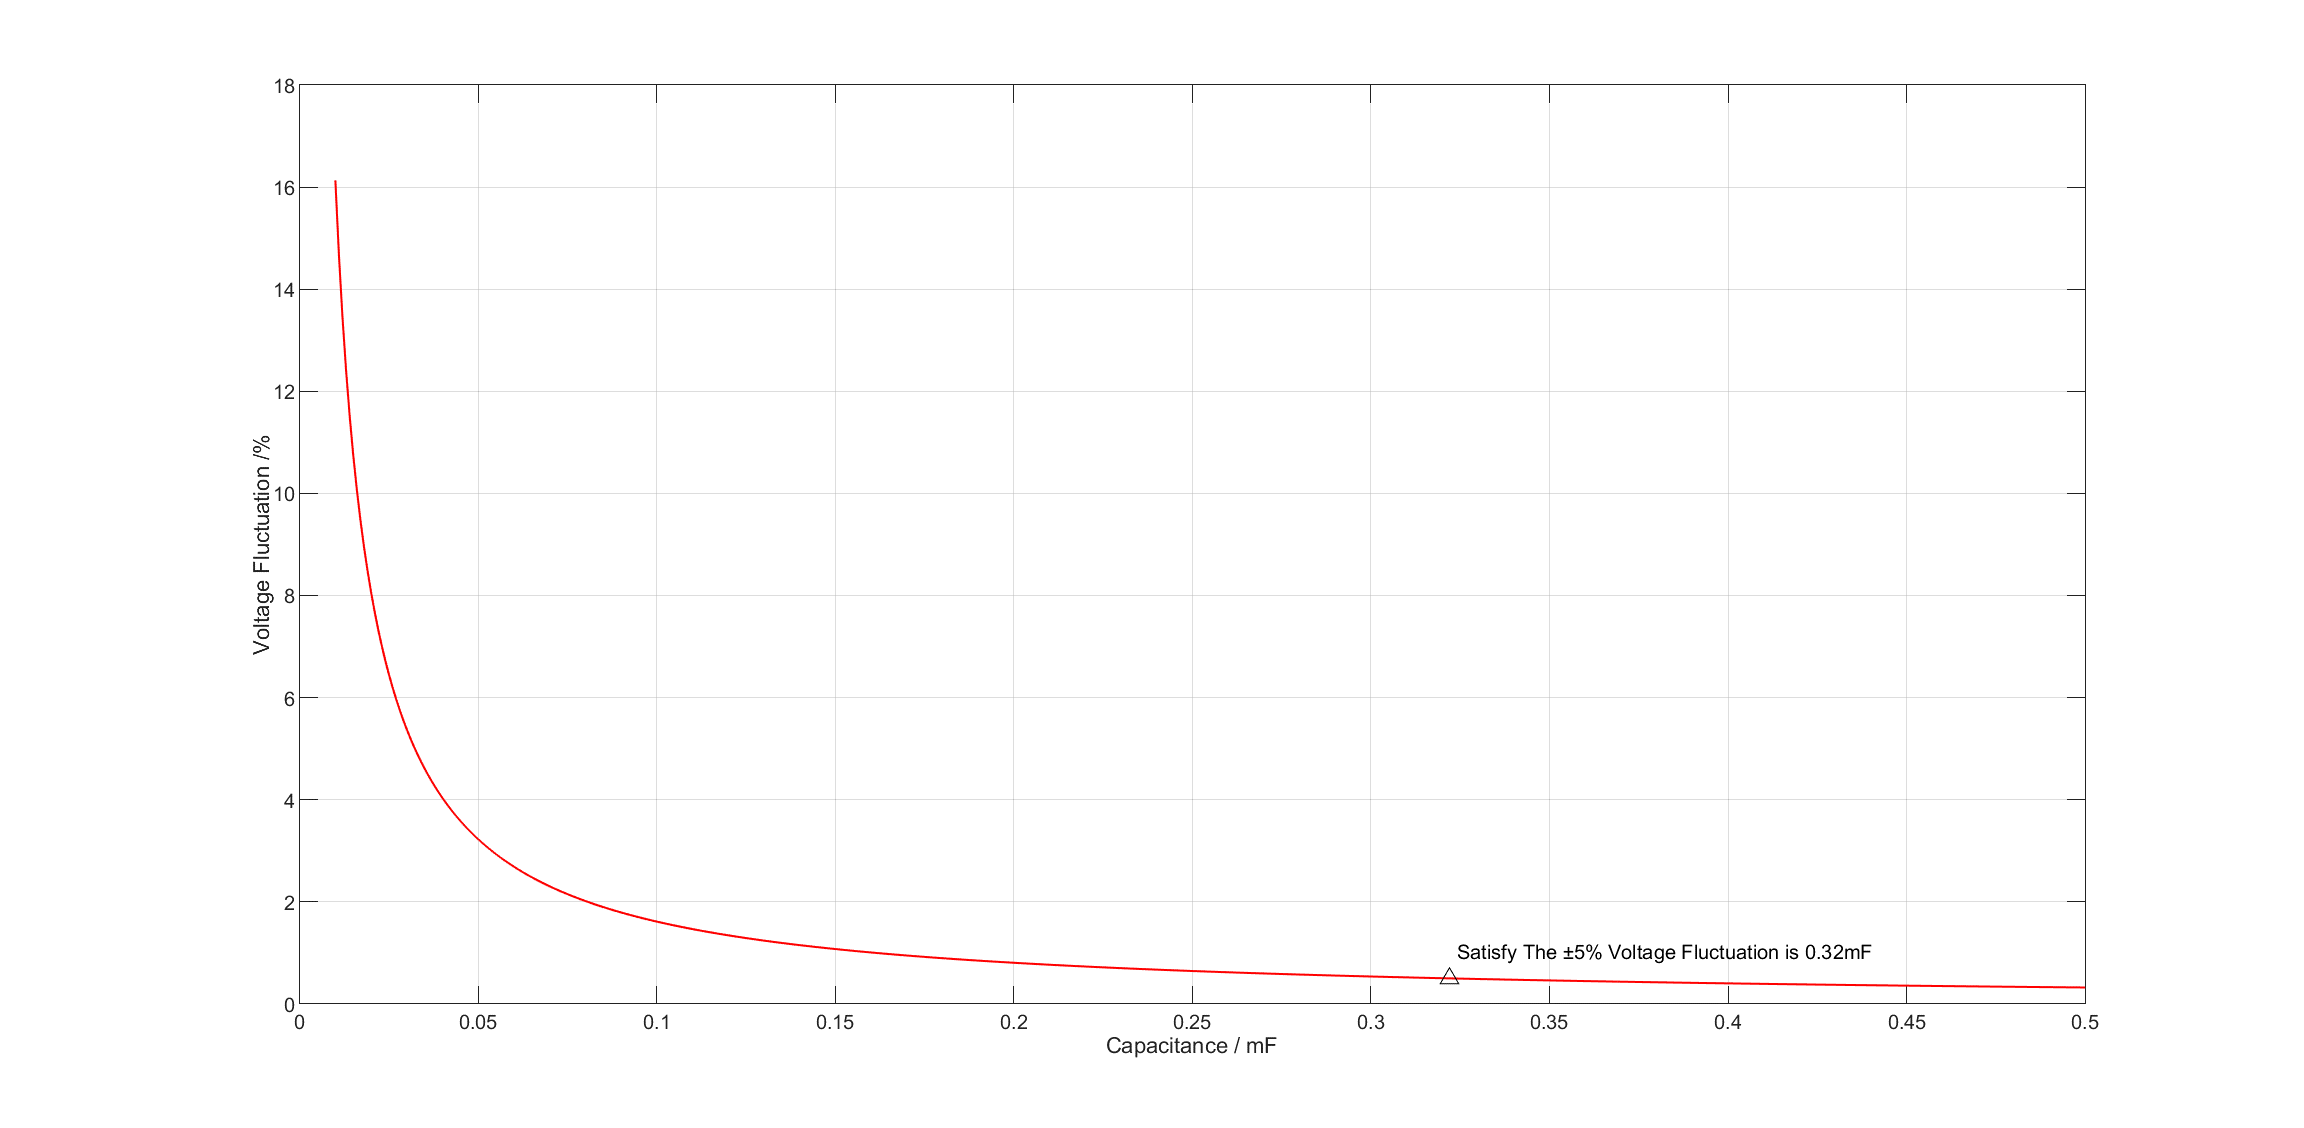 18
16
14
12
10
8
6
4
2
0
Voltage Fluctuation /%
Satisfy The ±5% Voltage Fluctuation is 0.32mF
0 0.05 0.1 0.15 0.2 0.25 0.3 0.35 0.4 0.45 0.5
Capacitance / mF